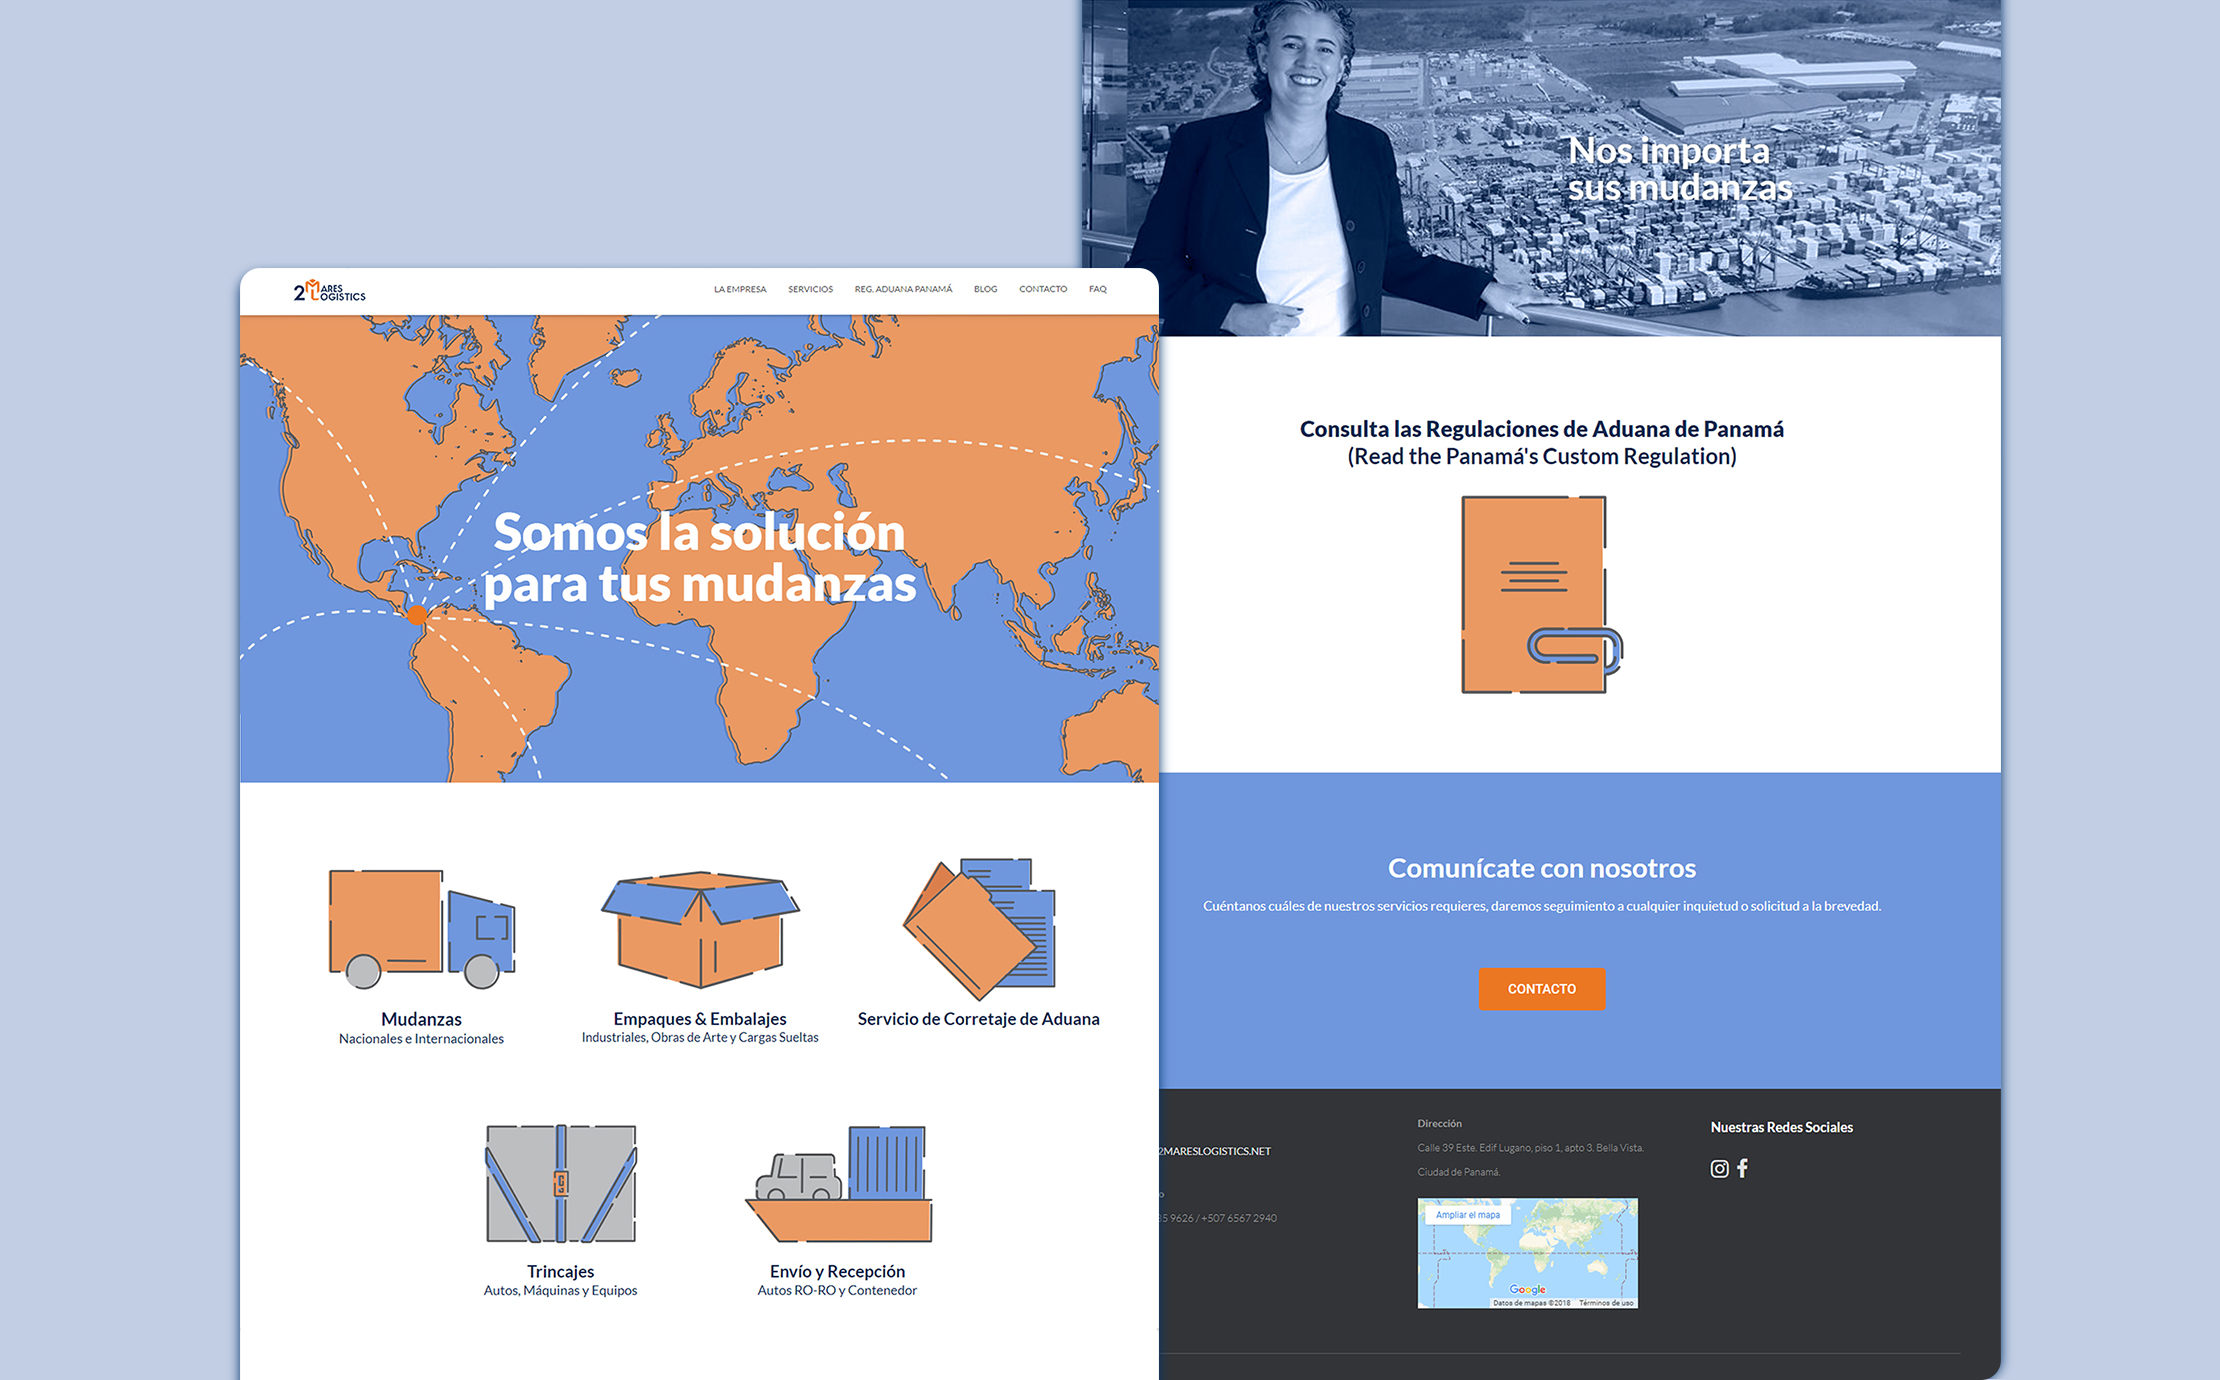 2 MARES
LOGISTICS
LA EMPRESA
SERVICIOS
REG. ADUANA PANAMÁ
BLOG
CONTACTO
FAQ
Somos la solución
para tus mudanzas
Mudanzas
Nacionales e Internacionales
Empaques & Embalajes
Industriales, Obras de Arte y Cargas Sueltas
Servicio de Corretaje de Aduana
Trincajes
Autos, Máquinas y Equipos
Envío y Recepción
Autos RO-RO y Contenedor
Nos importa
sus mudanzas
Consulta las Regulaciones de Aduana de Panamá
(Read the Panamá's Custom Regulation)
Comunícate con nosotros
Cuéntanos cuáles de nuestros servicios requieres, daremos seguimiento a cualquier inquietud o solicitud a la brevedad.
CONTACTO
2MARESLOGISTICS.NET
o
35 9626 / +507 6567 2940
Dirección
Calle 39 Este. Edif Lugano, piso 1, apto 3. Bella Vista.
Ciudad de Panamá.
Ampliar el mapa
Google
Datos de mapas ©2018 Términos de uso
Nuestras Redes Sociales